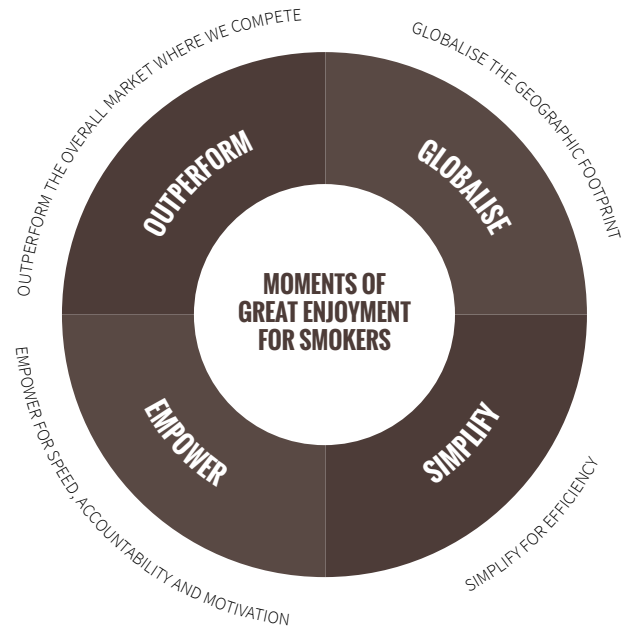 OUTPERFORM THE OVERALL MARKET WHERE WE COMPETE
GLOBALISE THE GEOGRAPHIC FOOTPRINT
OUTPERFORM
GLOBALISE
MOMENTS OF
GREAT ENJOYMENT
FOR SMOKERS
EMPOWER
SIMPLIFY
EMPOWER FOR SPEED, ACCOUNTABILITY AND MOTIVATION
SIMPLIFY FOR EFFICIENCY